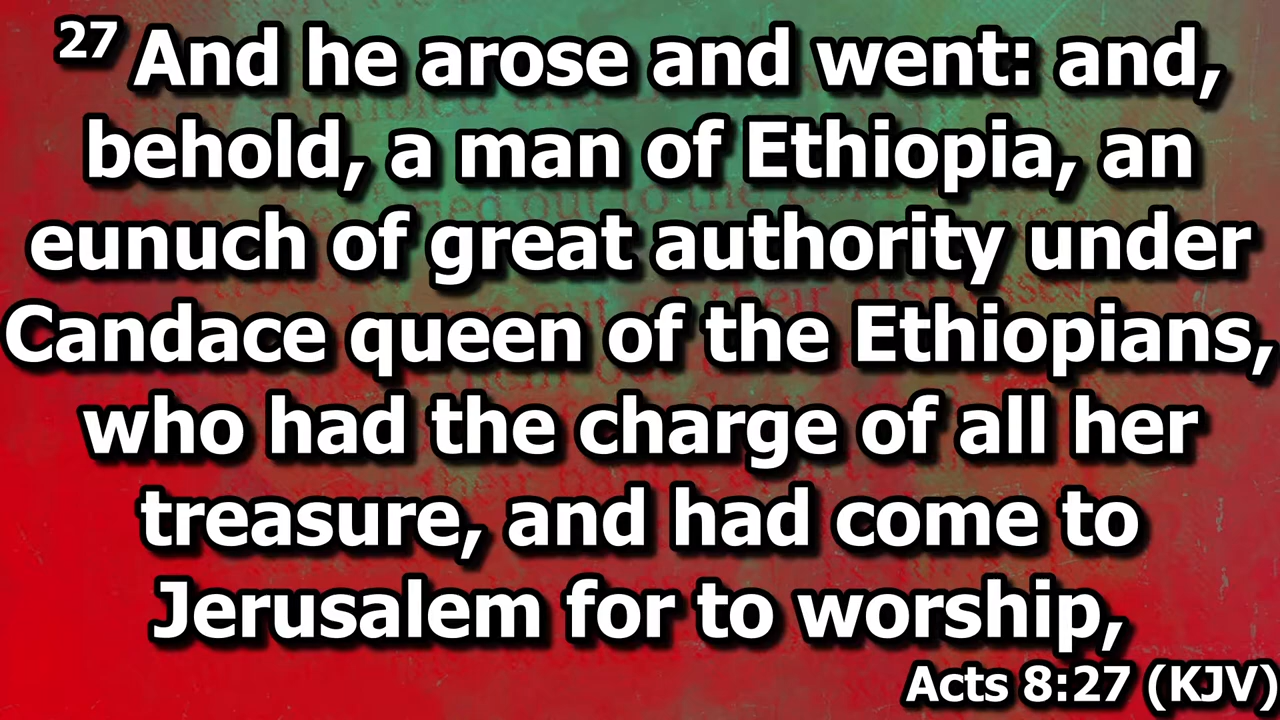 27 And he arose and went: and,
behold, a man of Ethiopia, an
eunuch of great authority under
Candace queen of the Ethiopians,
who had the charge of all her
treasure, and had come to
Jerusalem for to worship,
Acts 8:27 (KJV)